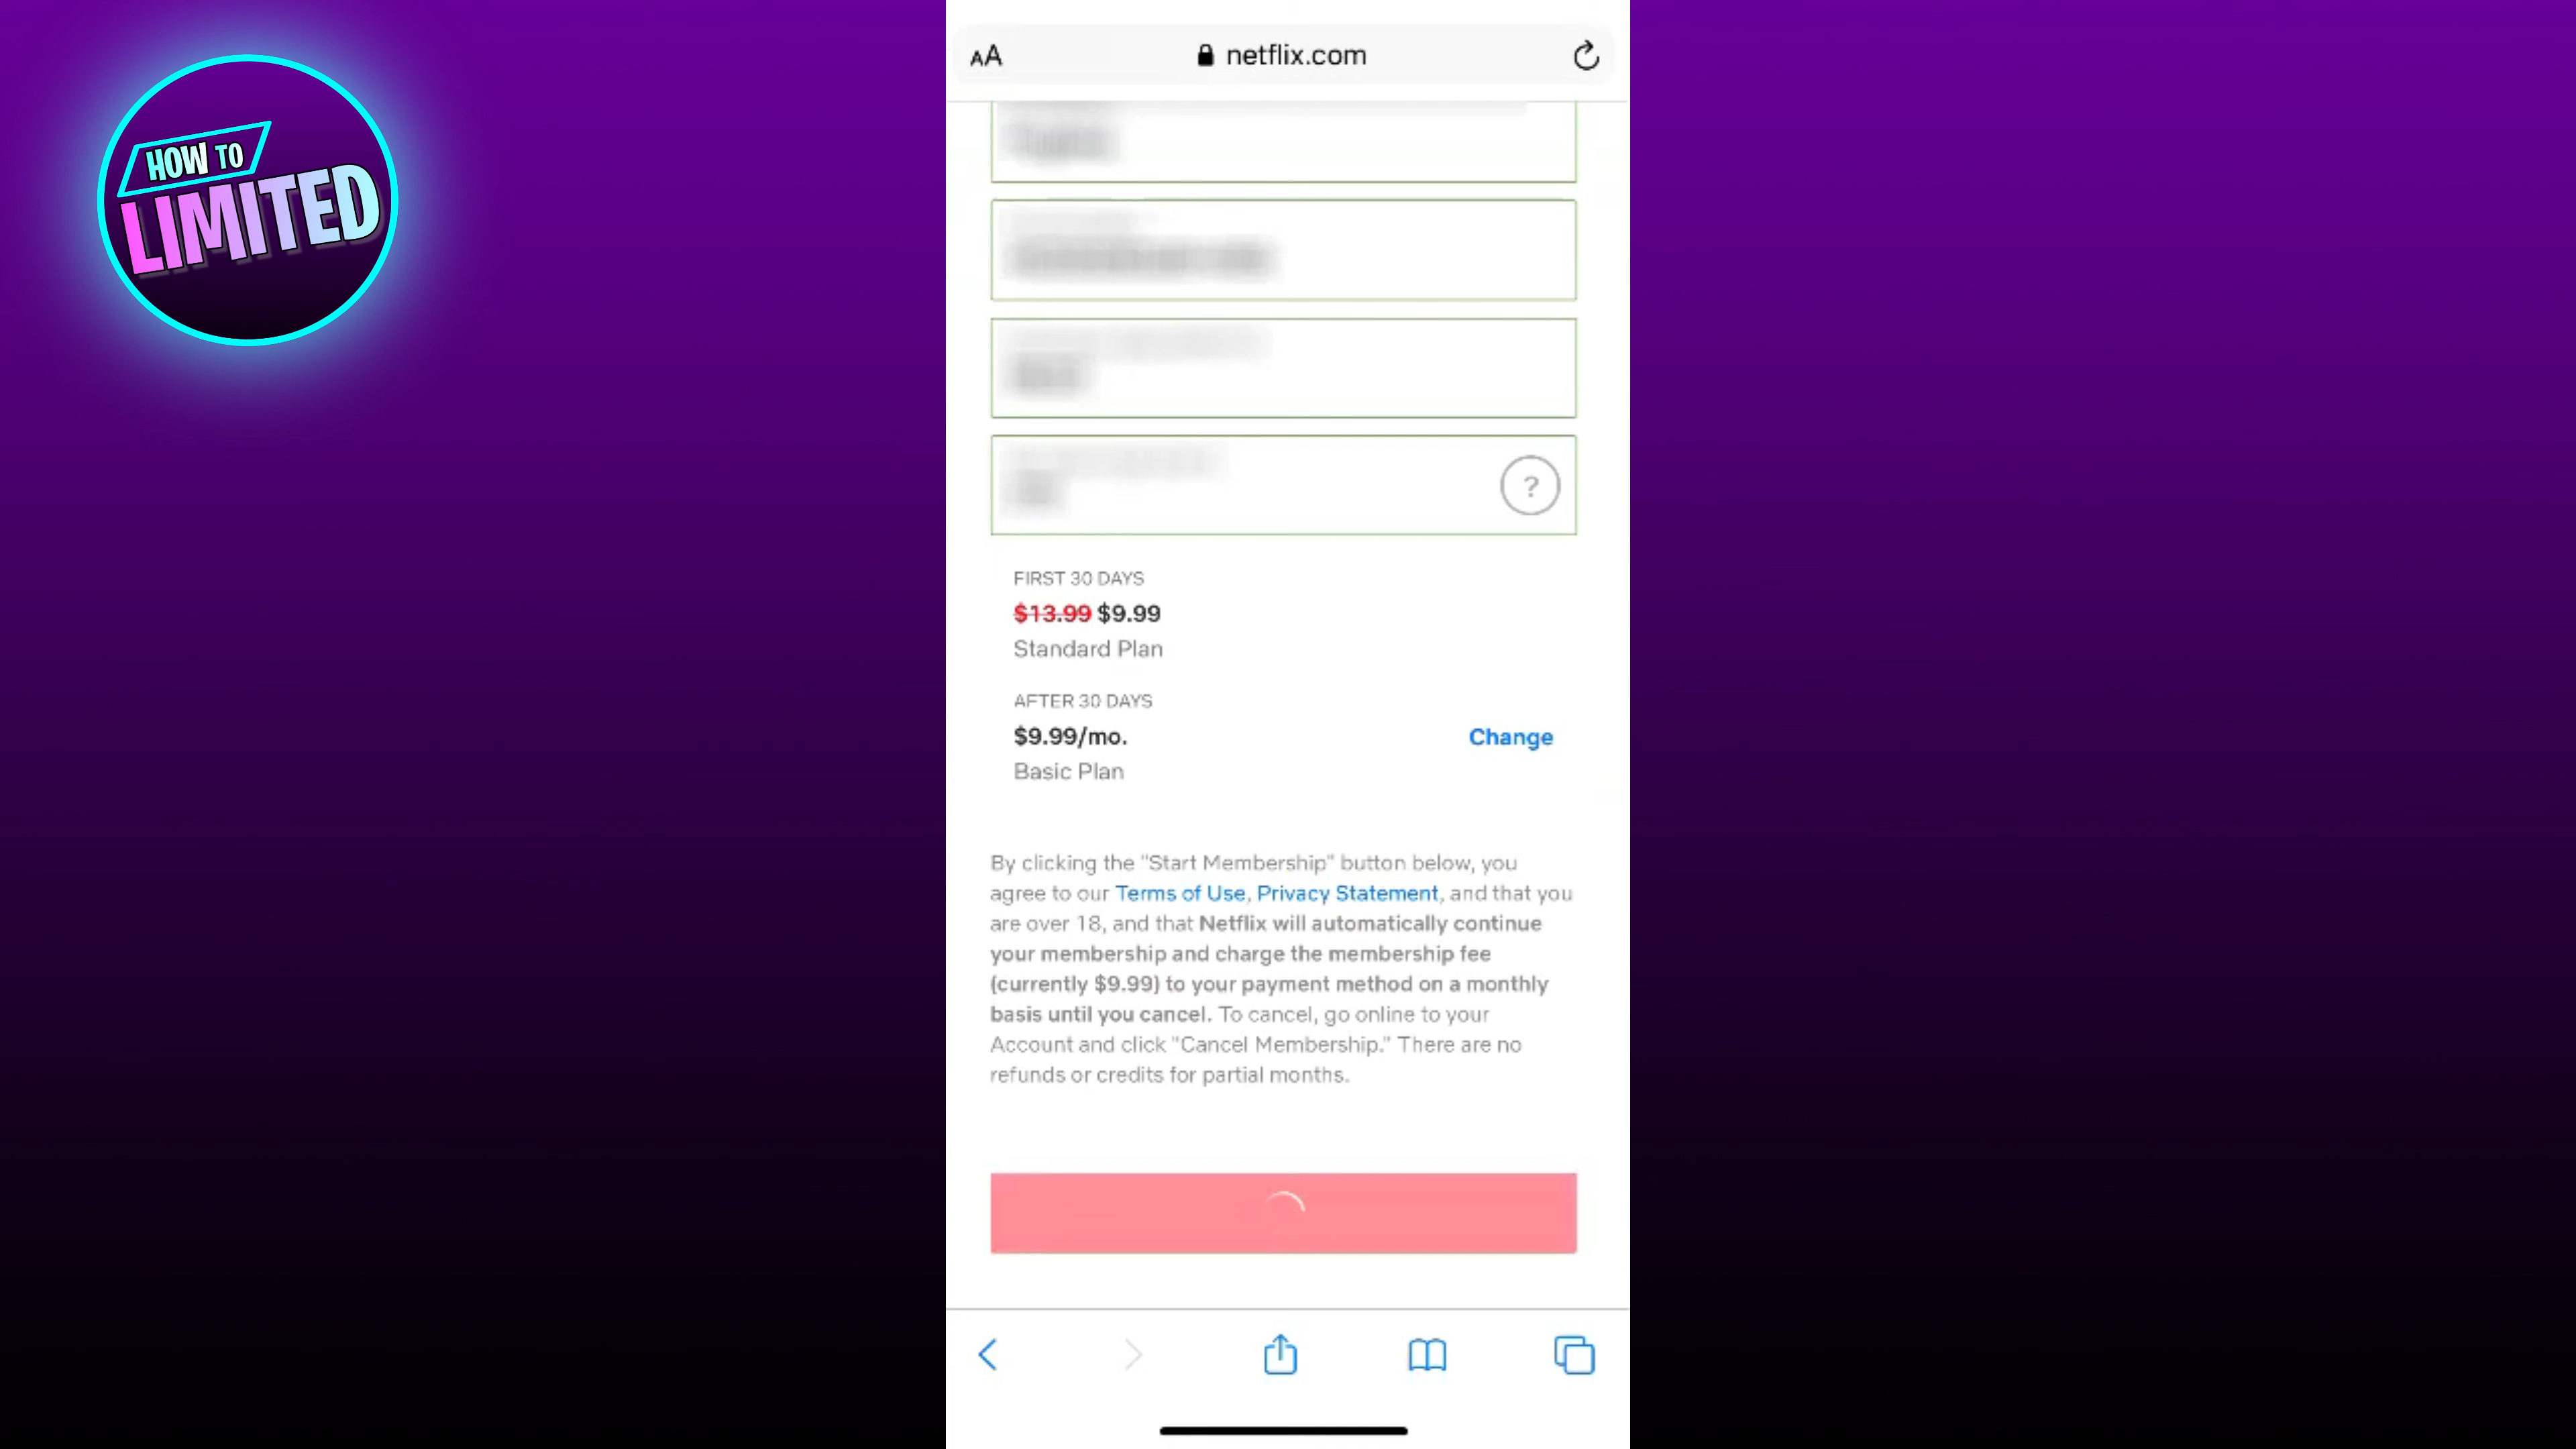 HOW TO
LIMITED
AA
netflix.com
?
FIRST 30 DAYS
$13.99 $9.99
Standard Plan
AFTER 30 DAYS
$9.99/mo.
Change
Basic Plan
By clicking the "Start Membership" button below, you
agree to our Terms of Use, Privacy Statement, and that you
are over 18, and that Netflix will automatically continue
your membership and charge the membership fee
(currently $9.99) to your payment method on a monthly
basis until you cancel. To cancel, go online to your
Account and click "Cancel Membership." There are no
refunds or credits for partial months.